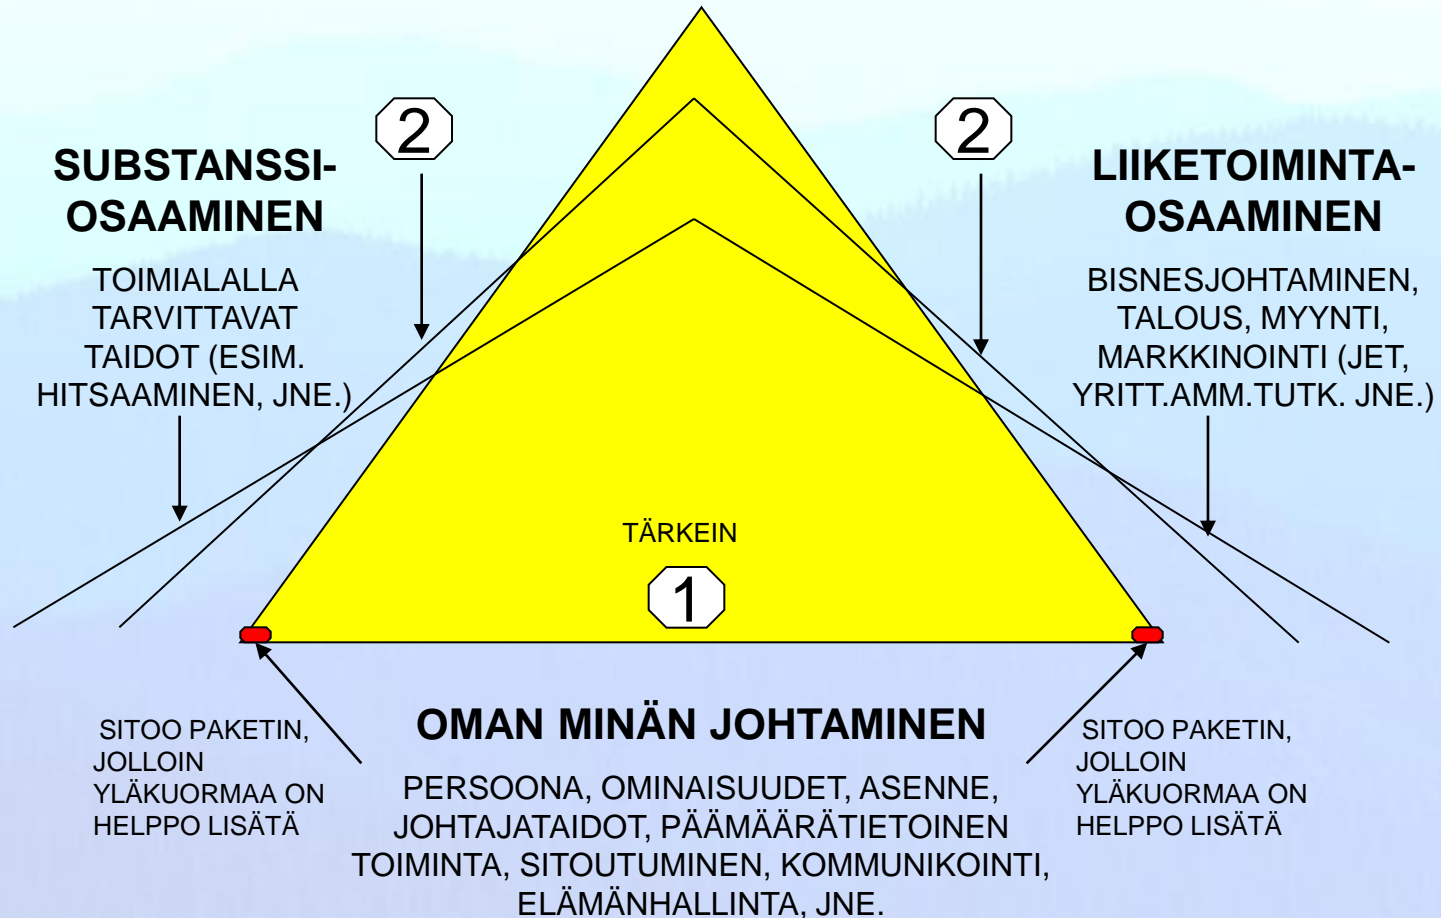 2
2
SUBSTANSSI-
OSAAMINEN
TOIMIALALLA
TARVITTAVAT
TAIDOT (ESIM.
HITSAAMINEN, JNE.)
LIIKETOIMINTA-
OSAAMINEN
BISNESJOHTAMINEN,
TALOUS, MYYNTI,
MARKKINOINTI (JET,
YRITT.AMM.TUTK. JNE.)
TÄRKEIN
1
SITOO PAKETIN,
JOLLOIN
YLÄKUORMAA ON
HELPPO LISÄTÄ
OMAN MINÄN JOHTAMINEN
PERSOONA, OMINAISUUDET, ASENNE,
JOHTAJATAIDOT, PÄÄMÄÄRÄTIETOINEN
TOIMINTA, SITOUTUMINEN, KOMMUNIKOINTI,
ELÄMÄNHALLINTA, JNE.
SITOO PAKETIN,
JOLLOIN
YLÄKUORMAA ON
HELPPO LISÄTÄ